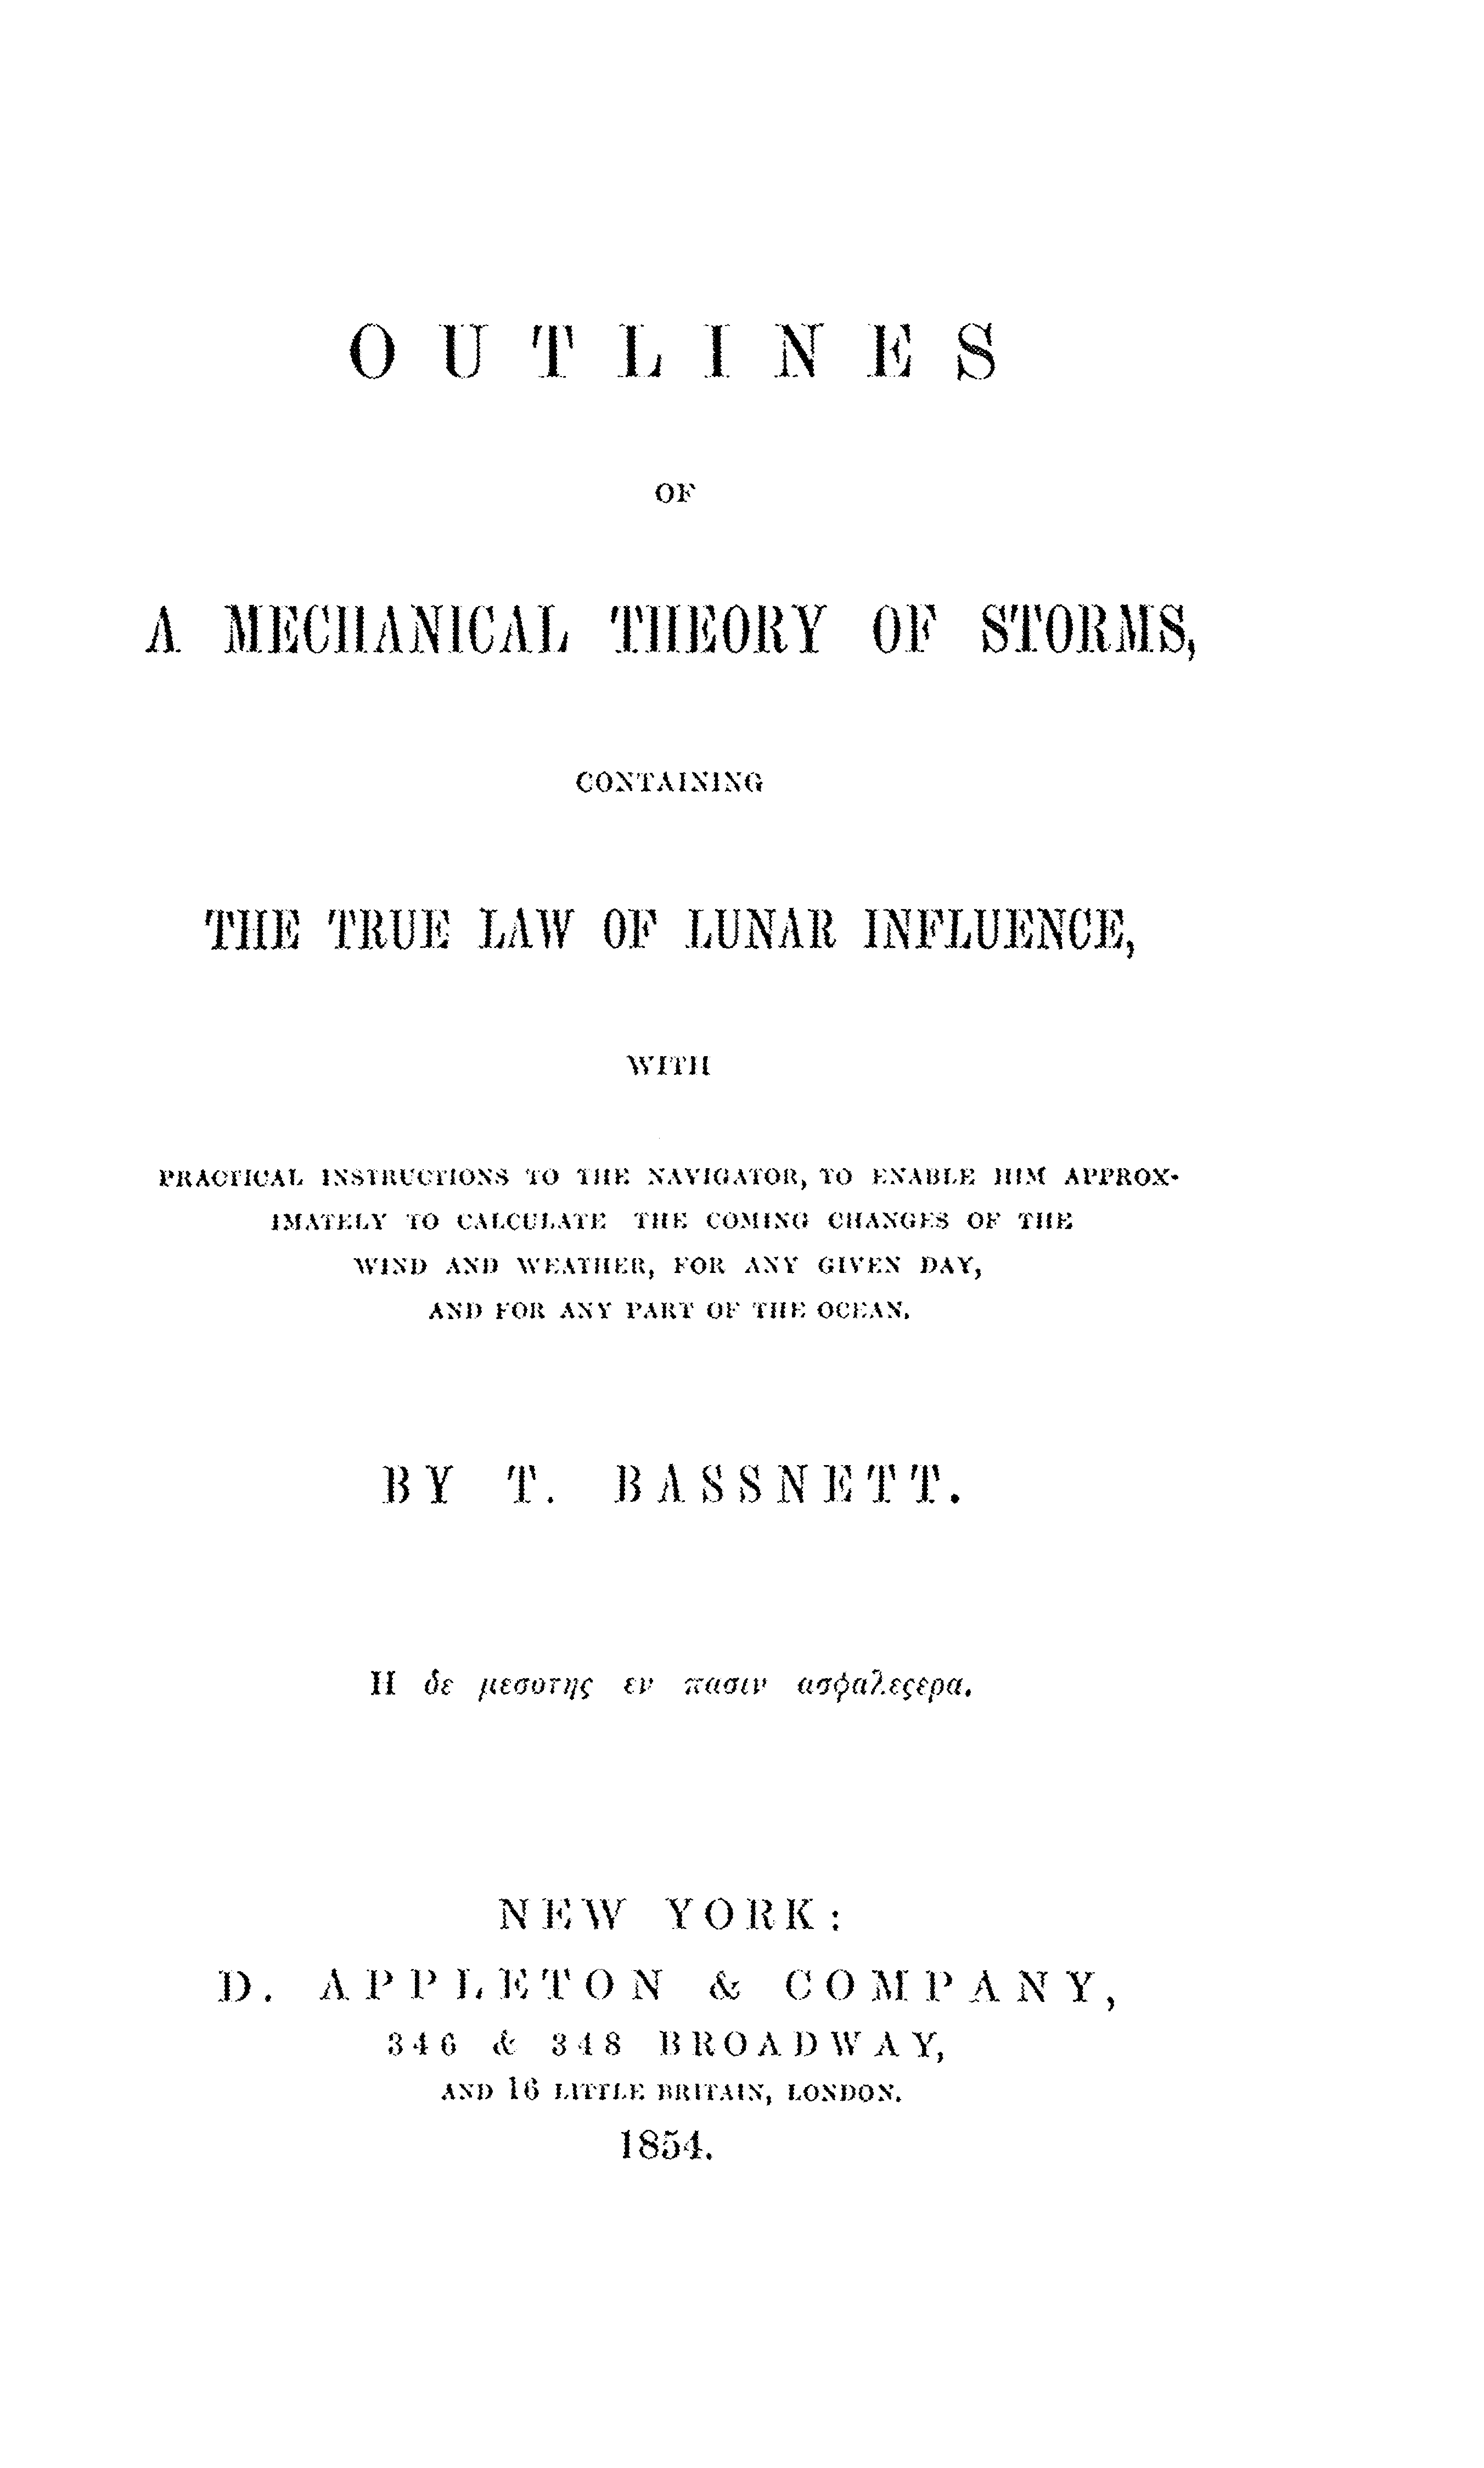 OUTLINES
OF
A MECHANICAL THEORY OF STORMS,
CONTAINING
THE TRUE LAW OF LUNAR INFLUENCE,
WITH
PRACTICAL INSTRUCTIONS TO THE NAVIGATOR, TO ENABLE HIM APPROX-
IMATELY TO CALCULATE THE COMING CHANGES OF THE
WIND AND WEATHER, FOR ANY GIVEN DAY,
AND FOR ANY PART OF THE OCEAN.
BY T. BASSNETT.
Η δε μεσοτης εν πασιν ασφαλεϛερα.
NEW YORK:
D. APPLETON & COMPANY,
346 & 348 BROADWAY,
AND 16 LITTLE BRITAIN, LONDON.
1854.